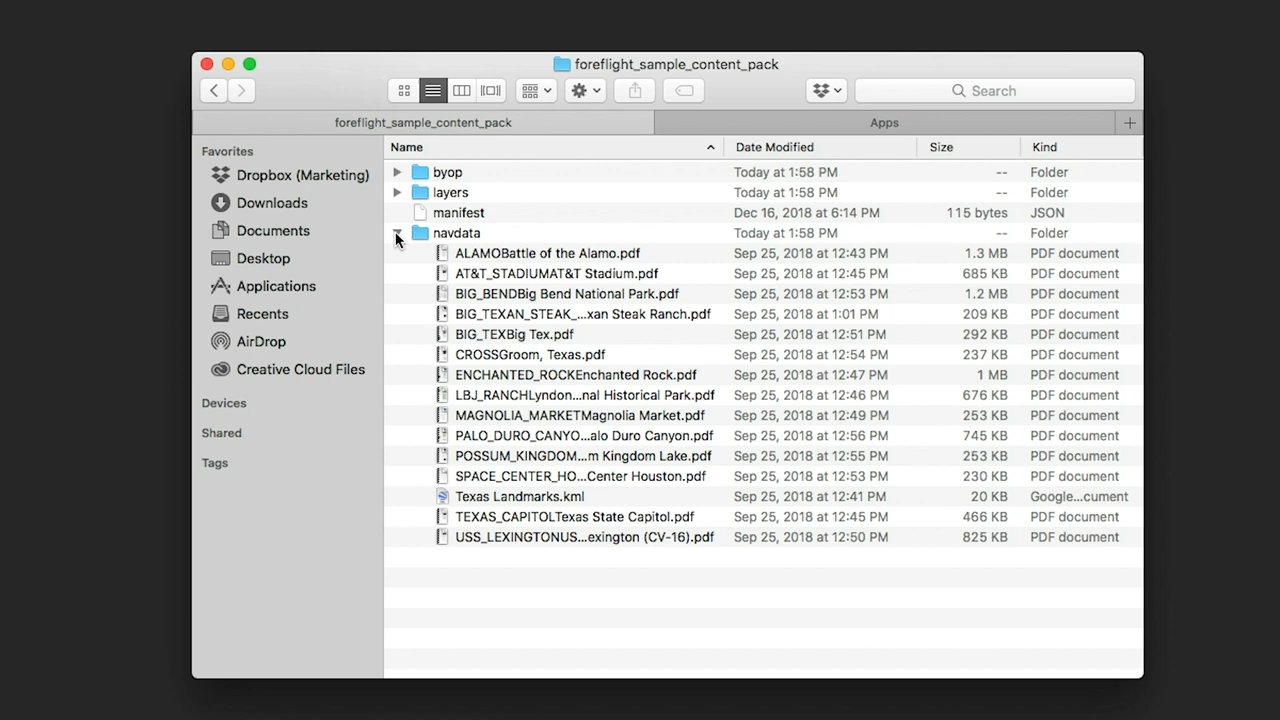 foreflight_sample_content_pack
Search
foreflight_sample_content_pack
Apps
Favorites
Dropbox (Marketing)
Downloads
Documents
Desktop
Applications
Recents
AirDrop
Creative Cloud Files
Devices
Shared
Tags
Name Date Modified Size Kind
byop Today at 1:58 PM -- Folder
layers Today at 1:58 PM -- Folder
manifest Dec 16, 2018 at 6:14 PM 115 bytes JSON
navdata Today at 1:58 PM -- Folder
ALAMOBattle of the Alamo.pdf Sep 25, 2018 at 12:43 PM 1.3 MB PDF document
AT&T_STADIUMAT&T Stadium.pdf Sep 25, 2018 at 12:45 PM 685 KB PDF document
BIG_BENDBig Bend National Park.pdf Sep 25, 2018 at 12:53 PM 1.2 MB PDF document
BIG_TEXAN_STEAK_...xan Steak Ranch.pdf Sep 25, 2018 at 1:01 PM 209 KB PDF document
BIG_TEXBig Tex.pdf Sep 25, 2018 at 12:51 PM 292 KB PDF document
CROSSGroom, Texas.pdf Sep 25, 2018 at 12:54 PM 237 KB PDF document
ENCHANTED_ROCKEnchanted Rock.pdf Sep 25, 2018 at 12:47 PM 1 MB PDF document
LBJ_RANCHLyndon...nal Historical Park.pdf Sep 25, 2018 at 12:46 PM 676 KB PDF document
MAGNOLIA_MARKETMagnolia Market.pdf Sep 25, 2018 at 12:49 PM 253 KB PDF document
PALO_DURO_CANYO...alo Duro Canyon.pdf Sep 25, 2018 at 12:56 PM 745 KB PDF document
POSSUM_KINGDOM...m Kingdom Lake.pdf Sep 25, 2018 at 12:55 PM 253 KB PDF document
SPACE_CENTER_HO...Center Houston.pdf Sep 25, 2018 at 12:53 PM 230 KB PDF document
Texas Landmarks.kml Sep 25, 2018 at 12:41 PM 20 KB Google...cument
TEXAS_CAPITOLTexas State Capitol.pdf Sep 25, 2018 at 12:45 PM 466 KB PDF document
USS_LEXINGTONUS...exington (CV-16).pdf Sep 25, 2018 at 12:50 PM 825 KB PDF document